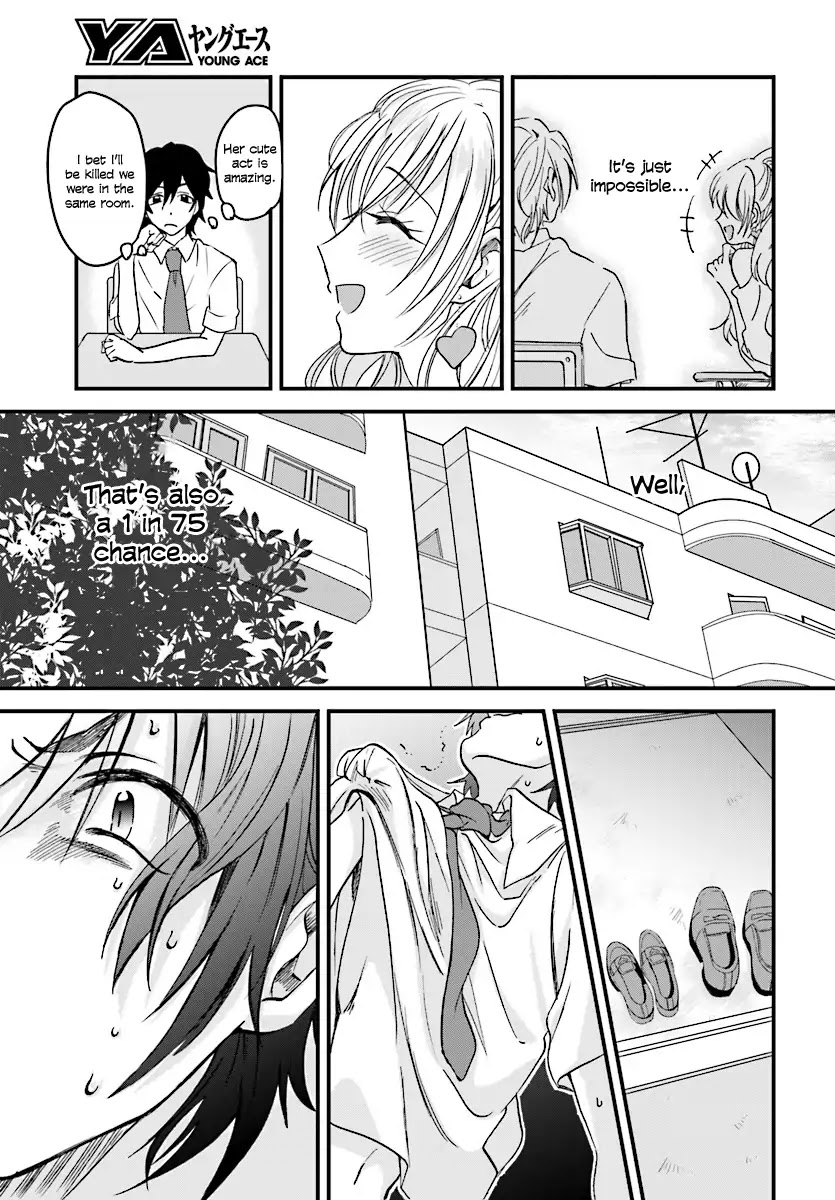 YA
ヤングエース
YOUNG ACE
It's just
impossible...
Her cute
act is
amazing.
I bet I'll
be killed we
were in the
same room.
Well,
That's also
a 1 in 75
chance...